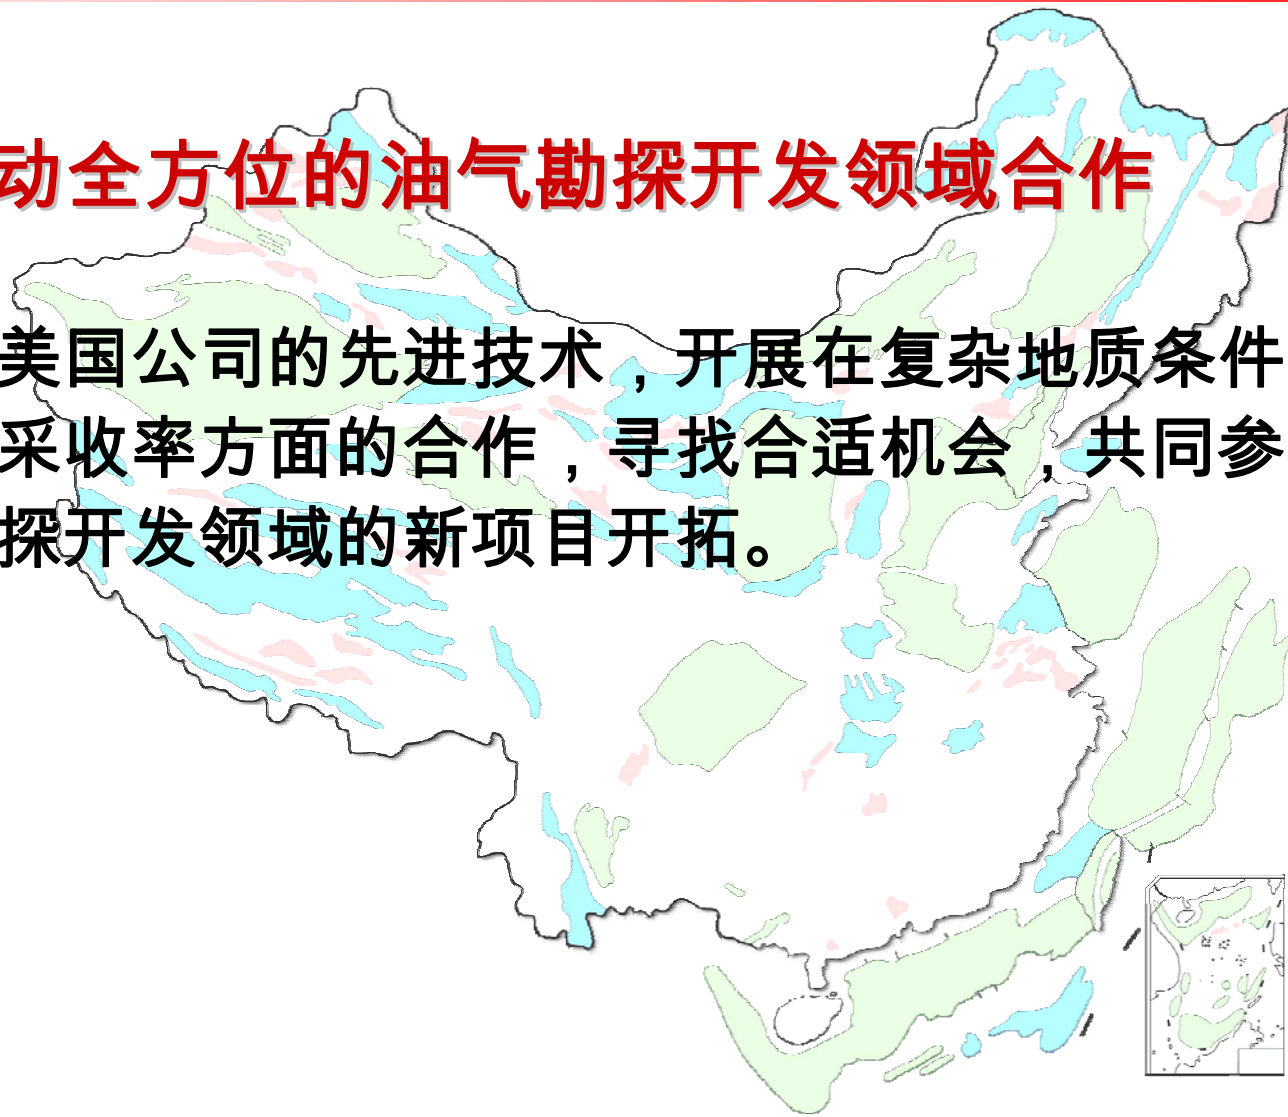 动全方位的油气勘探开发领域合作
美国公司的先进技术，开展在复杂地质条件
采收率方面的合作，寻找合适机会，共同参
探开发领域的新项目开拓。